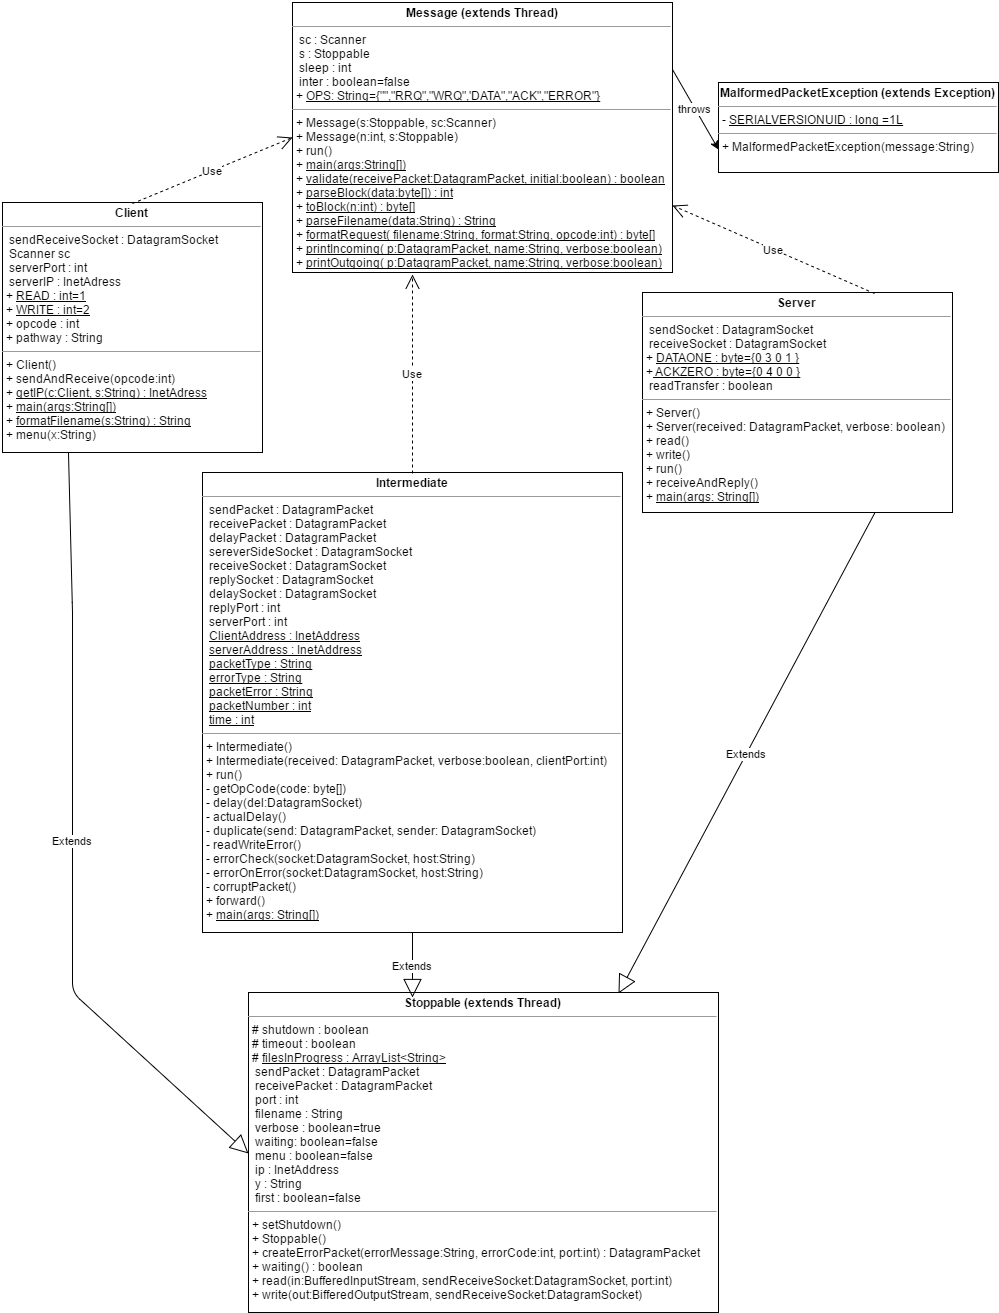 Message (extends Thread)
sc : Scanner
s : Stoppable
sleep : int
inter : boolean=false
+ OPS: String={"","RRQ","WRQ",'DATA","ACK","ERROR"}
+ Message(s:Stoppable, sc:Scanner)
+ Message(n:int, s:Stoppable)
+ run()
+ main(args:String[])
+ validate(receivePacket:DatagramPacket, initial:boolean) : boolean
+ parseBlock(data:byte[]) : int
+ toBlock(n:int) : byte[]
+ parseFilename(data:String) : String
+ formatRequest( filename:String, format:String, opcode:int) : byte[]
+ printIncoming( p:DatagramPacket, name:String, verbose:boolean)
+ printOutgoing( p:DatagramPacket, name:String, verbose:boolean)
throws
MalformedPacketException (extends Exception)
- SERIALVERSIONUID : long =1L
+ MalformedPacketException(message:String)
Use
Client
sendReceiveSocket : DatagramSocket
Scanner sc
serverPort : int
serverIP : InetAdress
+ READ : int=1
+ WRITE : int=2
+ opcode : int
+ pathway : String
+ Client()
+ sendAndReceive(opcode:int)
+ getIP(c:Client, s:String) : InetAdress
+ main(args:String[])
+ formatFilename(s:String) : String
+ menu(x:String)
Use
Use
Server
sendSocket : DatagramSocket
receiveSocket : DatagramSocket
+ DATAONE : byte={0 3 0 1 }
+ ACKZERO : byte={0 4 0 0 }
readTransfer : boolean
+ Server()
+ Server(received: DatagramPacket, verbose: boolean)
+ read()
+ write()
+ run()
+ receiveAndReply()
+ main(args: String[])
Intermediate
sendPacket : DatagramPacket
receivePacket : DatagramPacket
delayPacket : DatagramPacket
sereverSideSocket : DatagramSocket
receiveSocket : DatagramSocket
replySocket : DatagramSocket
delaySocket : DatagramSocket
replyPort : int
serverPort : int
ClientAddress : InetAddress
serverAddress : InetAddress
packetType : String
errorType : String
packetError : String
packetNumber : int
time : int
+ Intermediate()
+ Intermediate(received: DatagramPacket, verbose:boolean, clientPort:int)
+ run()
- getOpCode(code: byte[])
- delay(del:DatagramSocket)
- actualDelay()
- duplicate(send: DatagramPacket, sender: DatagramSocket)
- readWriteError()
- errorCheck(socket:DatagramSocket, host:String)
- errorOnError(socket:DatagramSocket, host:String)
- corruptPacket()
+ forward()
+ main(args: String[])
Extends
Extends
Extends
Stoppable (extends Thread)
# shutdown : boolean
# timeout : boolean
# filesInProgress : ArrayList<String>
sendPacket : DatagramPacket
receivePacket : DatagramPacket
port : int
filename : String
verbose : boolean=true
waiting: boolean=false
menu : boolean=false
ip : InetAddress
y : String
first : boolean=false
+ setShutdown()
+ Stoppable()
+ createErrorPacket(errorMessage:String, errorCode:int, port:int) : DatagramPacket
+ waiting() : boolean
+ read(in:BufferedInputStream, sendReceiveSocket:DatagramSocket, port:int)
+ write(out:BifferedOutputStream, sendReceiveSocket:DatagramSocket)